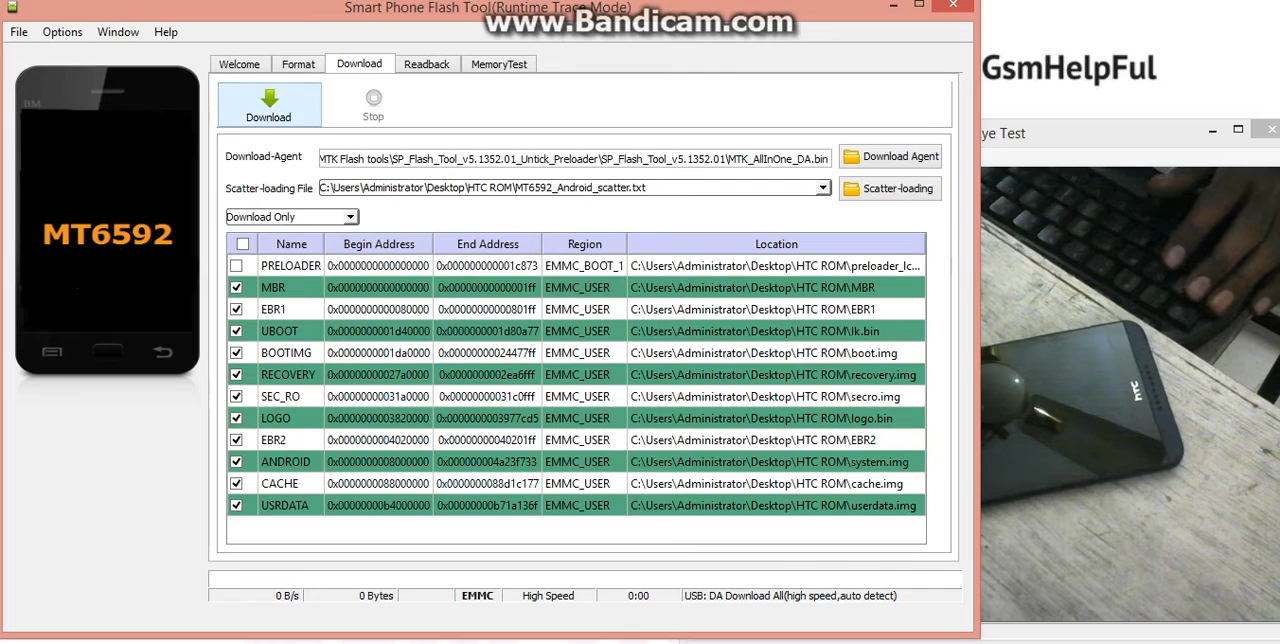 Smart Phone Flash Tool(Runtime Trace Mode)
www.Bandicam.com
File Options Window Help
GsmHelpFul
BM
MT6592
Welcome Format Download Readback MemoryTest
Download Stop
Download-Agent MTK Flash tools\SP_Flash_Tool_v5.1352.01_Untick_Preloader\SP_Flash_Tool_v5.1352.01\MTK_AllInOne_DA.bin Download Agent
Scatter-loading File C:\Users\Administrator\Desktop\HTC ROM\MT6592_Android_scatter.txt Scatter-loading
Download Only
Name Begin Address End Address Region Location
PRELOADER 0x0000000000000000 0x000000000001c873 EMMC_BOOT_1 C:\Users\Administrator\Desktop\HTC ROM\preloader_lc...
MBR 0x0000000000000000 0x00000000000001ff EMMC_USER C:\Users\Administrator\Desktop\HTC ROM\MBR
EBR1 0x0000000000080000 0x00000000000801ff EMMC_USER C:\Users\Administrator\Desktop\HTC ROM\EBR1
UBOOT 0x0000000001d40000 0x0000000001d80a77 EMMC_USER C:\Users\Administrator\Desktop\HTC ROM\lk.bin
BOOTIMG 0x0000000001da0000 0x00000000024477ff EMMC_USER C:\Users\Administrator\Desktop\HTC ROM\boot.img
RECOVERY 0x00000000027a0000 0x0000000002ea6fff EMMC_USER C:\Users\Administrator\Desktop\HTC ROM\recovery.img
SEC_RO 0x00000000031a0000 0x00000000031c0fff EMMC_USER C:\Users\Administrator\Desktop\HTC ROM\secro.img
LOGO 0x0000000003820000 0x0000000003977cd5 EMMC_USER C:\Users\Administrator\Desktop\HTC ROM\logo.bin
EBR2 0x0000000004020000 0x00000000040201ff EMMC_USER C:\Users\Administrator\Desktop\HTC ROM\EBR2
ANDROID 0x0000000008000000 0x000000004a23f733 EMMC_USER C:\Users\Administrator\Desktop\HTC ROM\system.img
CACHE 0x0000000088000000 0x0000000088d1c177 EMMC_USER C:\Users\Administrator\Desktop\HTC ROM\cache.img
USRDATA 0x00000000b4000000 0x00000000b71a136f EMMC_USER C:\Users\Administrator\Desktop\HTC ROM\userdata.img
0 B/s 0 Bytes EMMC High Speed 0:00 USB: DA Download All(high speed,auto detect)
ye Test
hTC